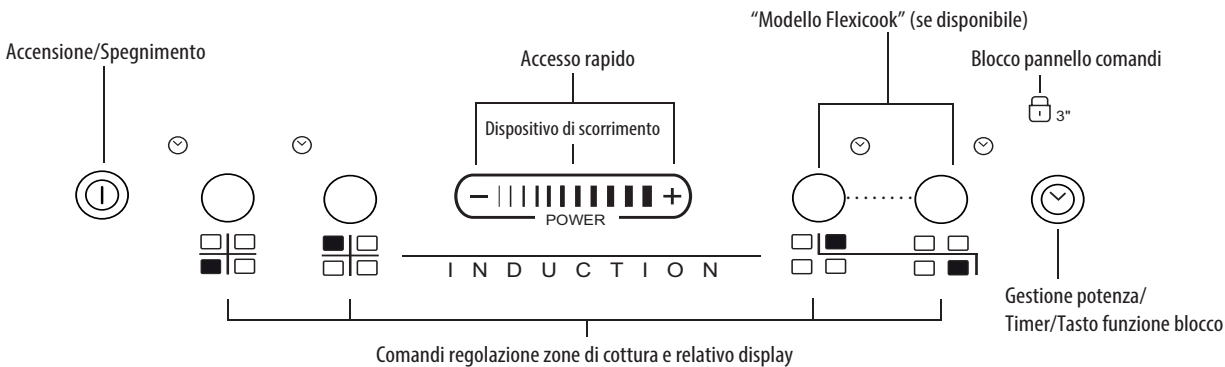 “Modello Flexicook” (se disponibile)
Accensione/Spegnimento
Accesso rapido
Blocco pannello comandi
3"
Dispositivo di scorrimento
POWER
INDUCTION
Gestione potenza/
Timer/Tasto funzione blocco
Comandi regolazione zone di cottura e relativo display